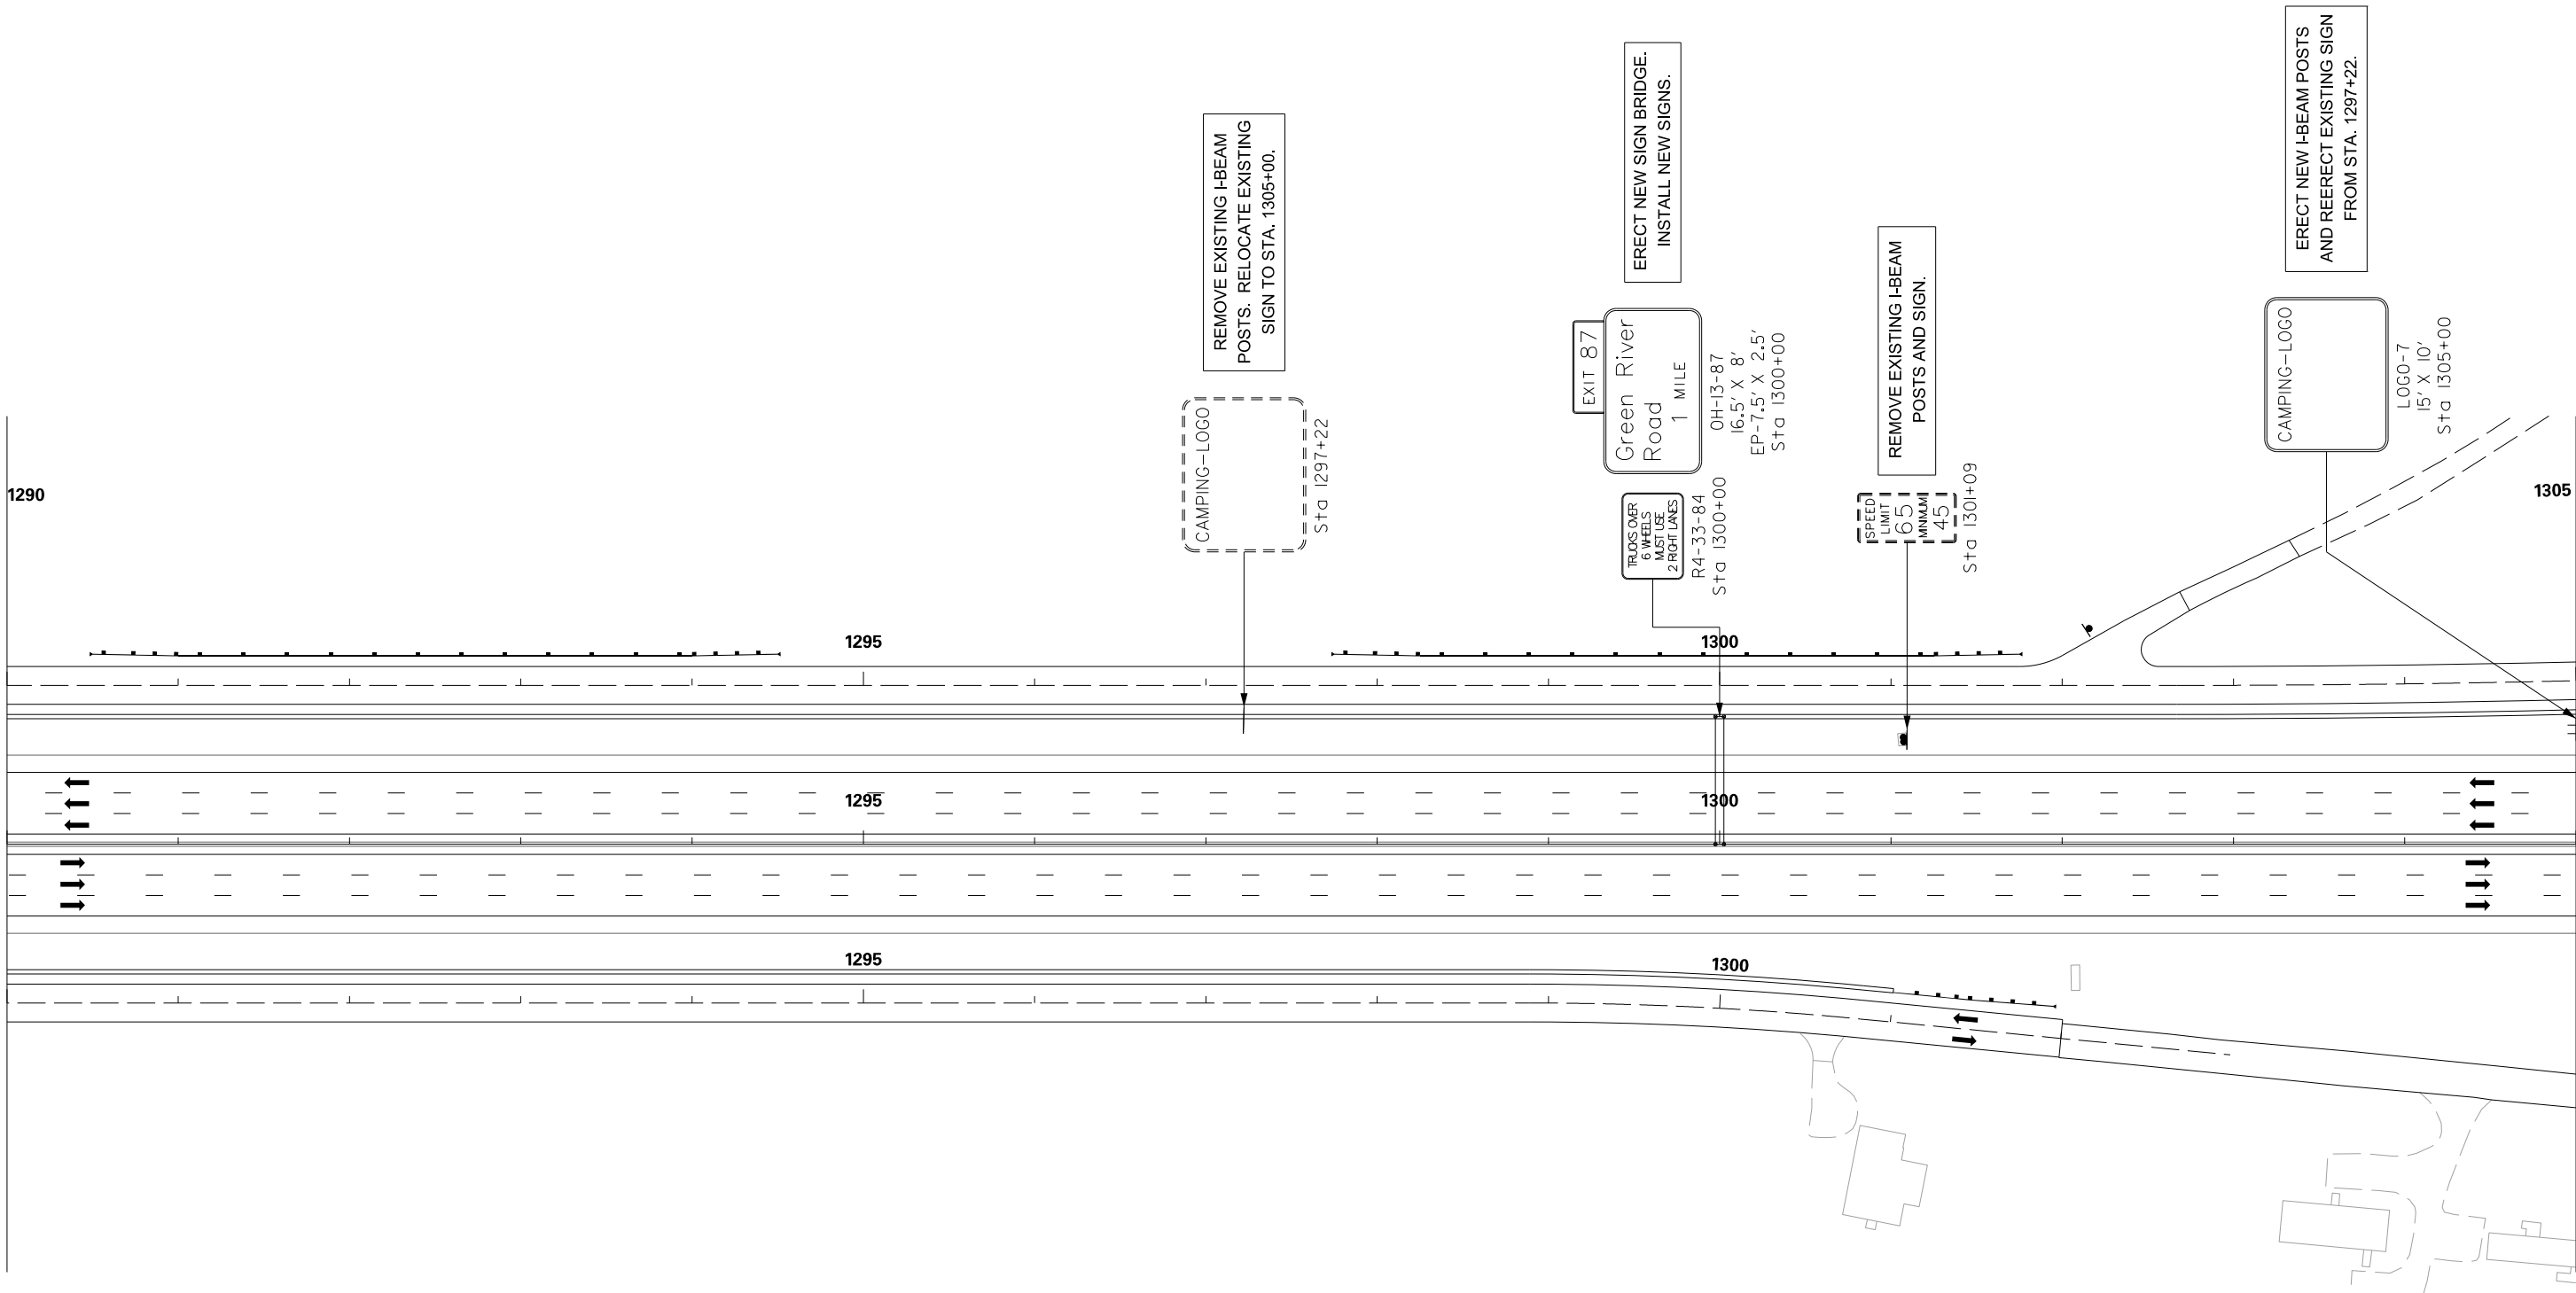 REMOVE EXISTING I-BEAM
POSTS. RELOCATE EXISTING
SIGN TO STA. 1305+00.
CAMPING-LOGO
Sta 1297+22
ERECT NEW SIGN BRIDGE.
INSTALL NEW SIGNS.
EXIT 87
Green River
Road
1 MILE
OH-13-87
16.5' X 8'
EP-7.5' X 2.5'
Sta 1300+00
TRUCKS OVER
6 WHEELS
MUST USE
2 RIGHT LANES
R4-33-84
Sta 1300+00
REMOVE EXISTING I-BEAM
POSTS AND SIGN.
SPEED
LIMIT
65
MINIMUM
45
Sta 1301+09
ERECT NEW I-BEAM POSTS
AND REERECT EXISTING SIGN
FROM STA. 1297+22.
CAMPING-LOGO
LOGO-7
15' X 10'
Sta 1305+00
1290
1305
1295
1300
1295
1300
1295
1300